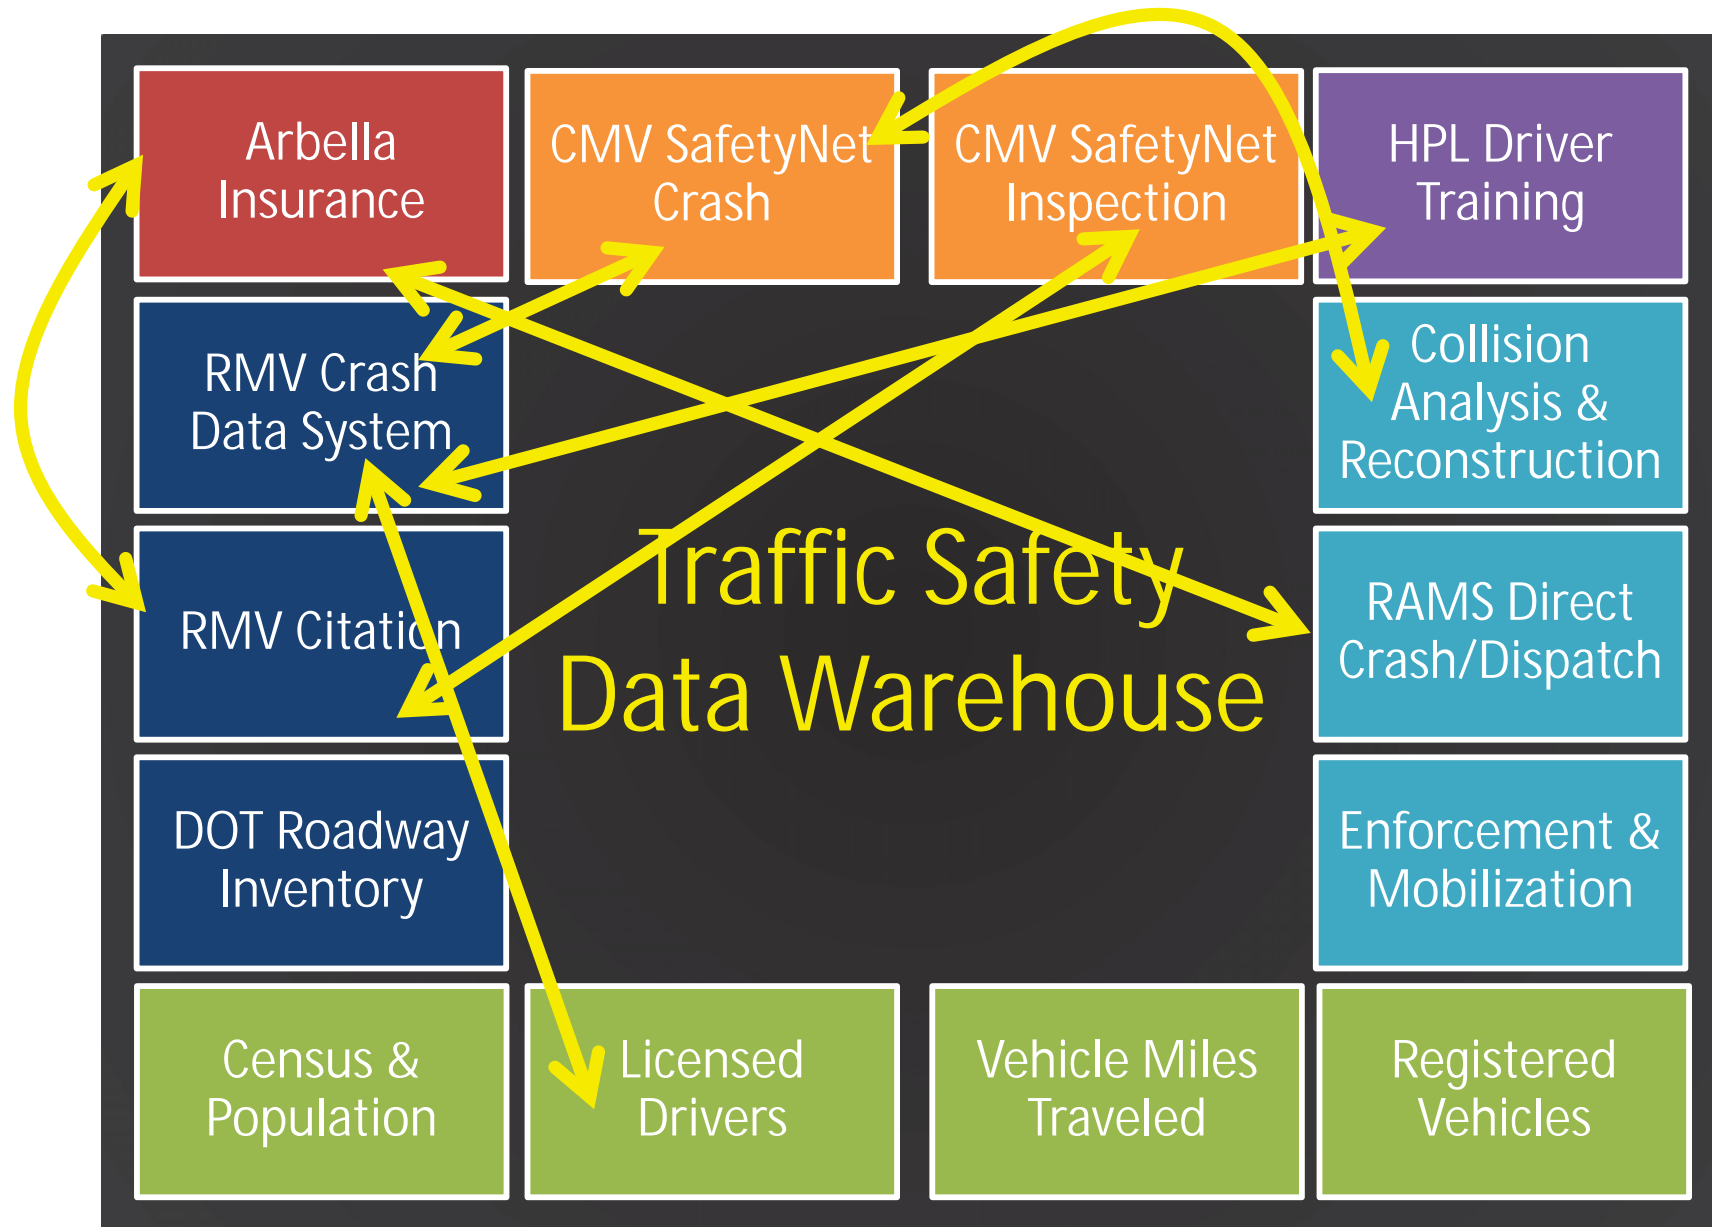 Arbella
Insurance
CMV SafetyNet
Crash
CMV SafetyNet
Inspection
HPL Driver
Training
RMV Crash
Data System
Collision
Analysis &
Reconstruction
Traffic Safety
Data Warehouse
RMV Citation
RAMS Direct
Crash/Dispatch
DOT Roadway
Inventory
Enforcement &
Mobilization
Census &
Population
Licensed
Drivers
Vehicle Miles
Traveled
Registered
Vehicles